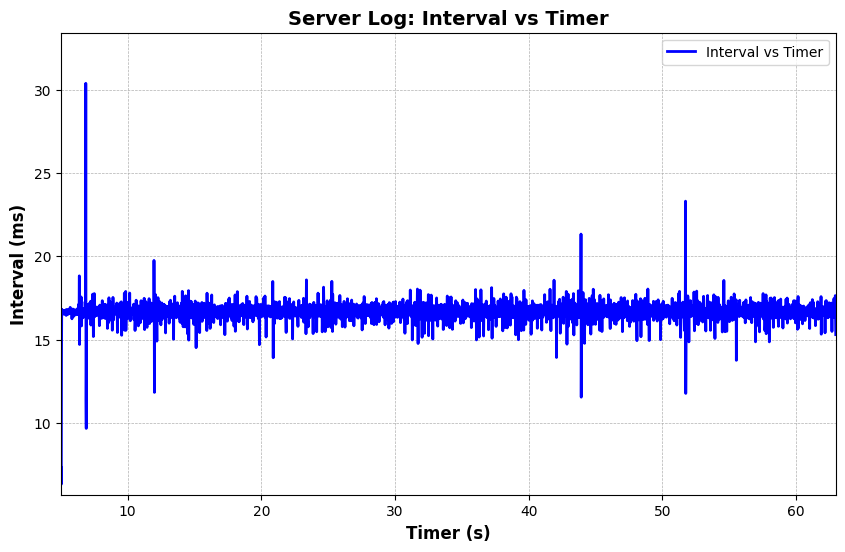 Server Log: Interval vs Timer
Interval vs Timer
Interval (ms)
30
25
20
15
10
10 20 30 40 50 60
Timer (s)